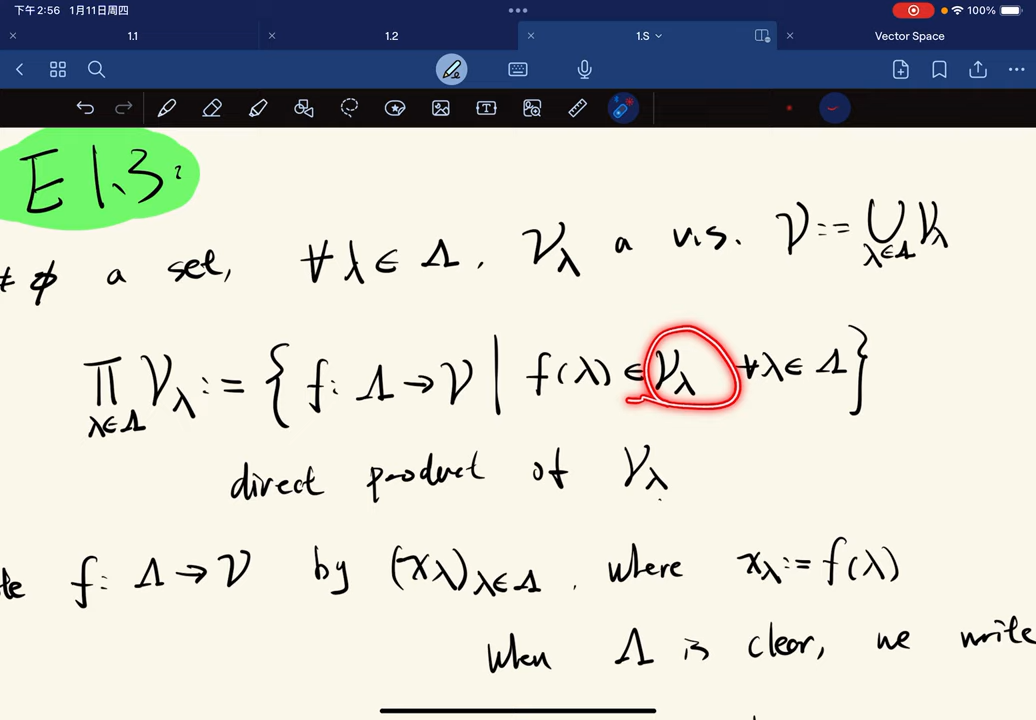 下午2:56 1月11日周四
100%
1.1
1.2
1.S
Vector Space
E 1.3:
≠ ∅ a set, ∀λ∈Λ, V_λ a v.s. V := ⋃_{λ∈Λ} V_λ
∏_{λ∈Λ} V_λ := { f: Λ → V | f(λ) ∈ V_λ ∀λ∈Λ }
direct product of V_λ
f: Λ → V by (x_λ)_{λ∈Λ}, where x_λ := f(λ)
when Λ is clear, we write